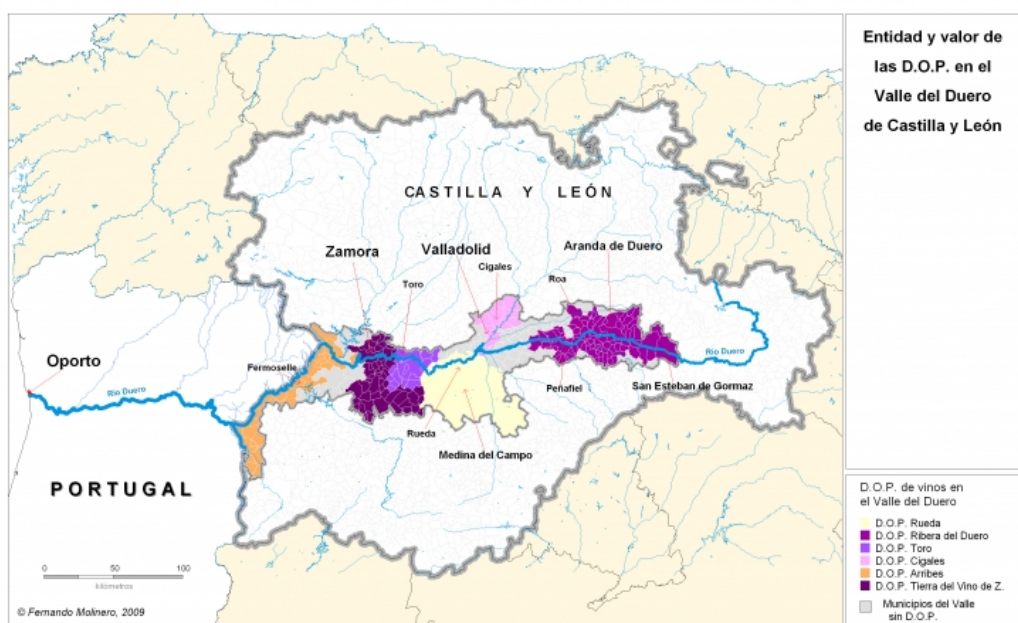 Entidad y valor de
las D.O.P. en el
Valle del Duero
de Castilla y León
CASTILLA Y LEÓN
Zamora
Valladolid
Aranda de Duero
Cigales
Toro
Roa
Oporto
Fermoselle
Río Duero
Río Duero
Peñafiel
San Esteban de Gormaz
Rueda
Medina del Campo
PORTUGAL
0 50 100
kilómetros
© Fernando Molinero, 2009
D.O.P. de vinos en
el Valle del Duero
D.O.P. Rueda
D.O.P. Ribera del Duero
D.O.P. Toro
D.O.P. Cigales
D.O.P. Arribes
D.O.P. Tierra del Vino de Z.
Municipios del Valle
sin D.O.P.